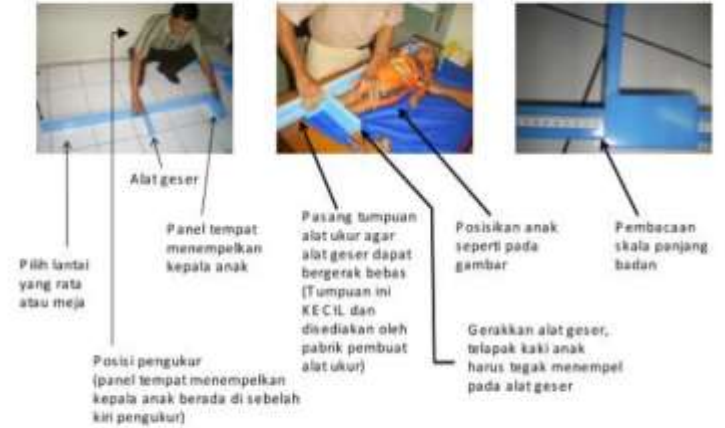 Alat geser
Panel tempat
menempelkan
kepala anak
Pilih lantai
yang rata
atau meja
Posisi pengukur
(panel tempat menempelkan
kepala anak berada di sebelah
kiri pengukur)
Pasang tumpuan
alat ukur agar
alat geser dapat
bergerak bebas
(Tumpuan ini
KECIL dan
disediakan oleh
pabrik pembuat
alat ukur)
Posisikan anak
seperti pada
gambar
Gerakkan alat geser,
telapak kaki anak
harus tegak menempel
pada alat geser
Pembacaan
skala panjang
badan